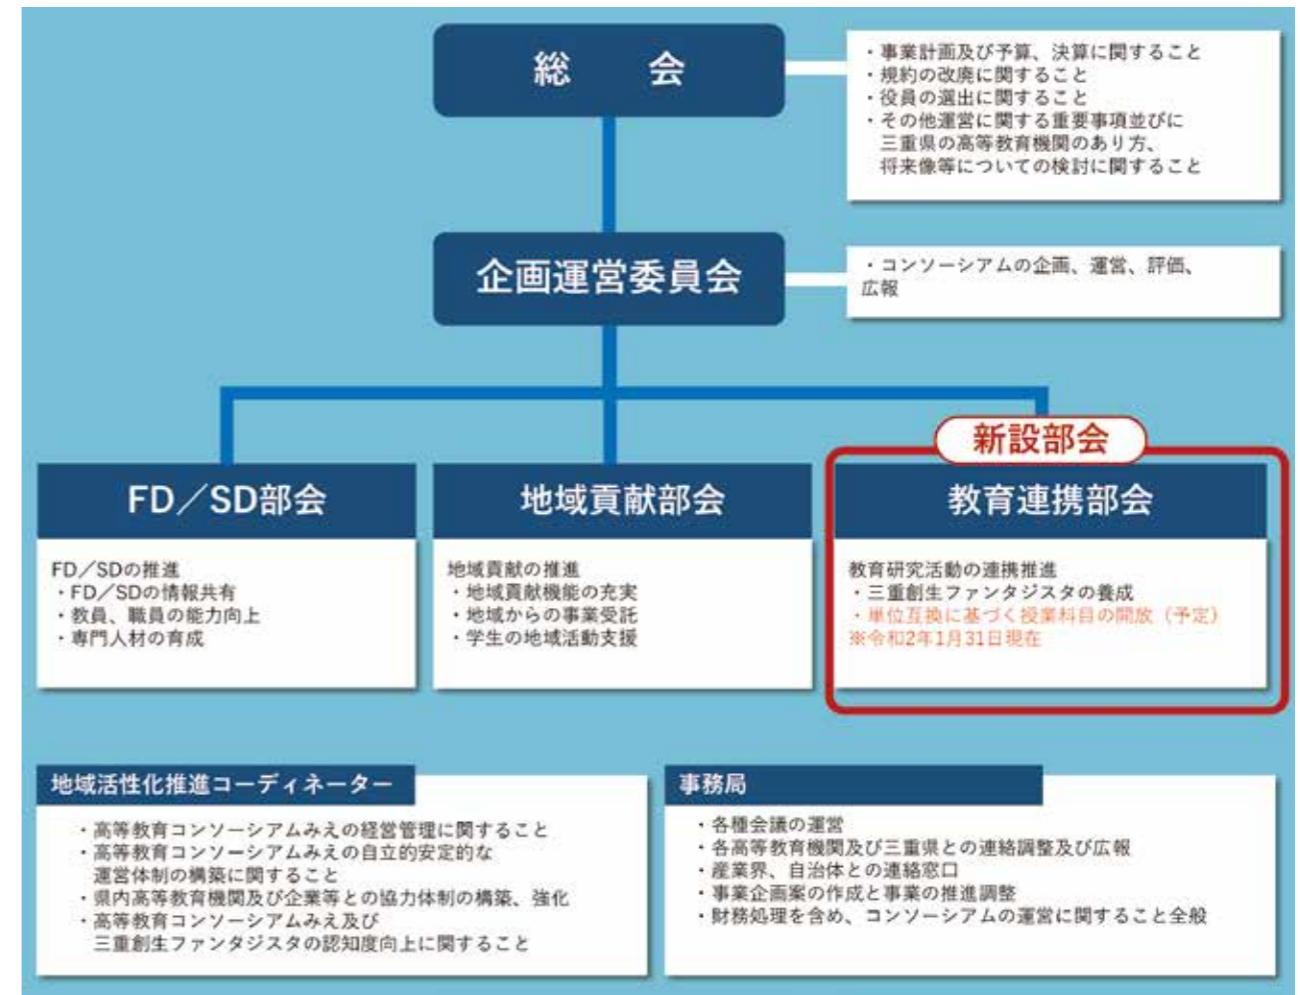 総　会
・事業計画及び予算、決算に関すること
・規約の改廃に関すること
・役員の選出に関すること
・その他運営に関する重要事項並びに
三重県の高等教育機関のあり方、
将来像等についての検討に関すること
企画運営委員会
・コンソーシアムの企画、運営、評価、
広報
FD／SD部会
FD／SDの推進
・FD／SDの情報共有
・教員、職員の能力向上
・専門人材の育成
地域貢献部会
地域貢献の推進
・地域貢献機能の充実
・地域からの事業受託
・学生の地域活動支援
新設部会
教育連携部会
教育研究活動の連携推進
・三重創生ファンタジスタの養成
・単位互換に基づく授業科目の開放（予定）
※令和2年1月31日現在
地域活性化推進コーディネーター
・高等教育コンソーシアムみえの経営管理に関すること
・高等教育コンソーシアムみえの自立的安定的な
運営体制の構築に関すること
・県内高等教育機関及び企業等との協力体制の構築、強化
・高等教育コンソーシアムみえ及び
三重創生ファンタジスタの認知度向上に関すること
事務局
・各種会議の運営
・各高等教育機関及び三重県との連絡調整及び広報
・産業界、自治体との連絡窓口
・事業企画案の作成と事業の推進調整
・財務処理を含め、コンソーシアムの運営に関すること全般